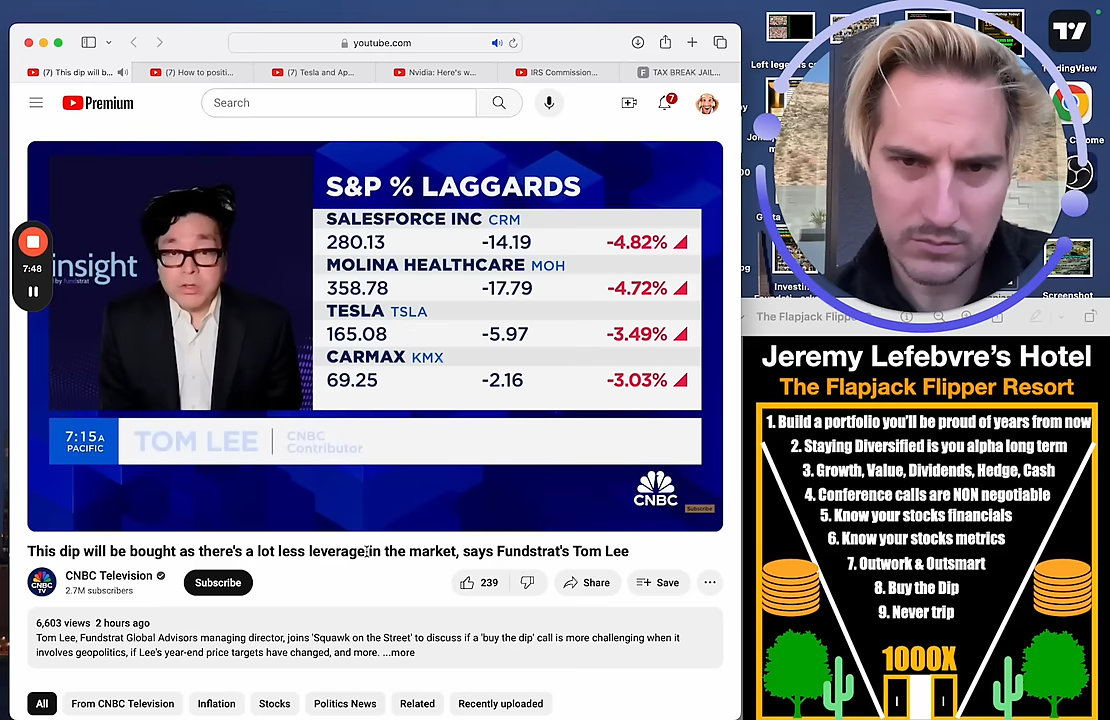 youtube.com
(7) This dip will b...
(7) How to positi...
(7) Tesla and Ap...
Nvidia: Here's w...
IRS Commission...
TAX BREAK JAIL...
Premium
Search
7
7:48
insight
by fundstrat
S&P % LAGGARDS
SALESFORCE INC CRM
280.13 -14.19 -4.82%
MOLINA HEALTHCARE MOH
358.78 -17.79 -4.72%
TESLA TSLA
165.08 -5.97 -3.49%
CARMAX KMX
69.25 -2.16 -3.03%
7:15A
PACIFIC
TOM LEE
CNBC
Contributor
CNBC
Subscribe
This dip will be bought as there's a lot less leverage in the market, says Fundstrat's Tom Lee
CNBC TV
CNBC Television
2.7M subscribers
Subscribe
239
Share
Save
6,603 views 2 hours ago
Tom Lee, Fundstrat Global Advisors managing director, joins 'Squawk on the Street' to discuss if a 'buy the dip' call is more challenging when it
involves geopolitics, if Lee's year-end price targets have changed, and more. ...more
All
From CNBC Television
Inflation
Stocks
Politics News
Related
Recently uploaded
Left legs
TradingView
Screenshot
The Flapjack Flippe
Jeremy Lefebvre's Hotel
The Flapjack Flipper Resort
1. Build a portfolio you'll be proud of years from now
2. Staying Diversified is you alpha long term
3. Growth, Value, Dividends, Hedge, Cash
4. Conference calls are NON negotiable
5. Know your stocks financials
6. Know your stocks metrics
7. Outwork & Outsmart
8. Buy the Dip
9. Never trip
1000X